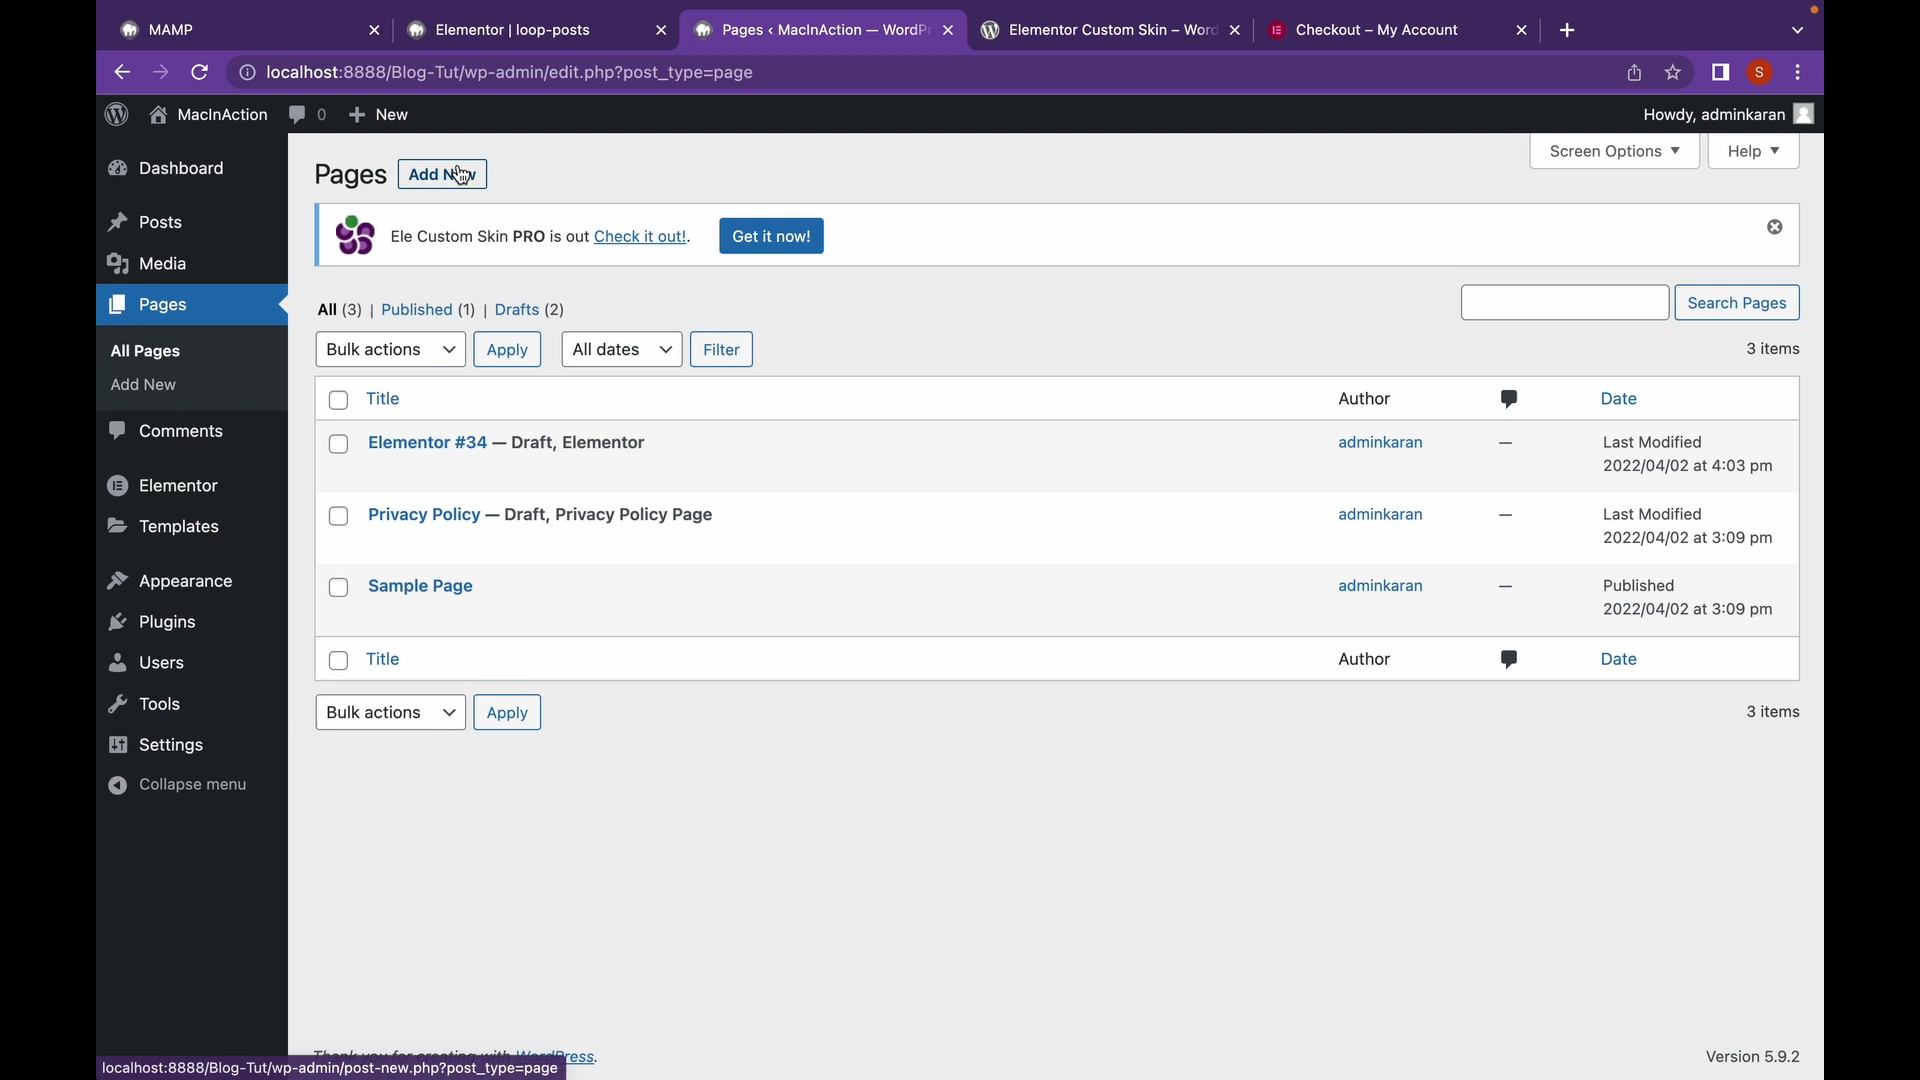 MAMP
Elementor | loop-posts
Pages ‹ MacInAction — WordPr
Elementor Custom Skin – Word
Checkout – My Account
localhost:8888/Blog-Tut/wp-admin/edit.php?post_type=page
S
MacInAction
0
New
Howdy, adminkaran
Dashboard
Posts
Media
Pages
All Pages
Add New
Comments
Elementor
Templates
Appearance
Plugins
Users
Tools
Settings
Collapse menu
Screen Options
Help
Pages
Add New
Ele Custom Skin PRO is out Check it out!.
Get it now!
All (3) | Published (1) | Drafts (2)
Search Pages
Bulk actions
Apply
All dates
Filter
3 items
Title Author Date
Elementor #34 — Draft, Elementor adminkaran — Last Modified
2022/04/02 at 4:03 pm
Privacy Policy — Draft, Privacy Policy Page adminkaran — Last Modified
2022/04/02 at 3:09 pm
Sample Page adminkaran — Published
2022/04/02 at 3:09 pm
Title Author Date
Bulk actions
Apply
3 items
Thank you for creating with WordPress.
Version 5.9.2
localhost:8888/Blog-Tut/wp-admin/post-new.php?post_type=page